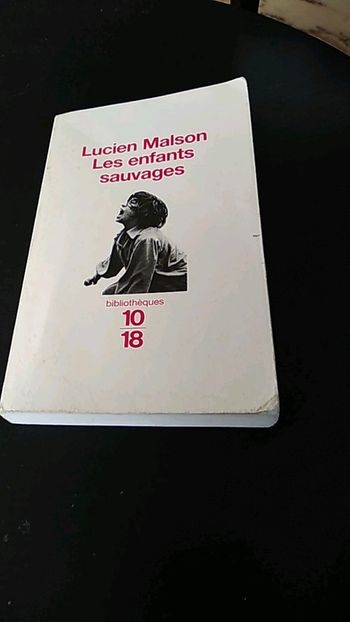 Lucien Malson
Les enfants
sauvages
bibliothèques
10
18